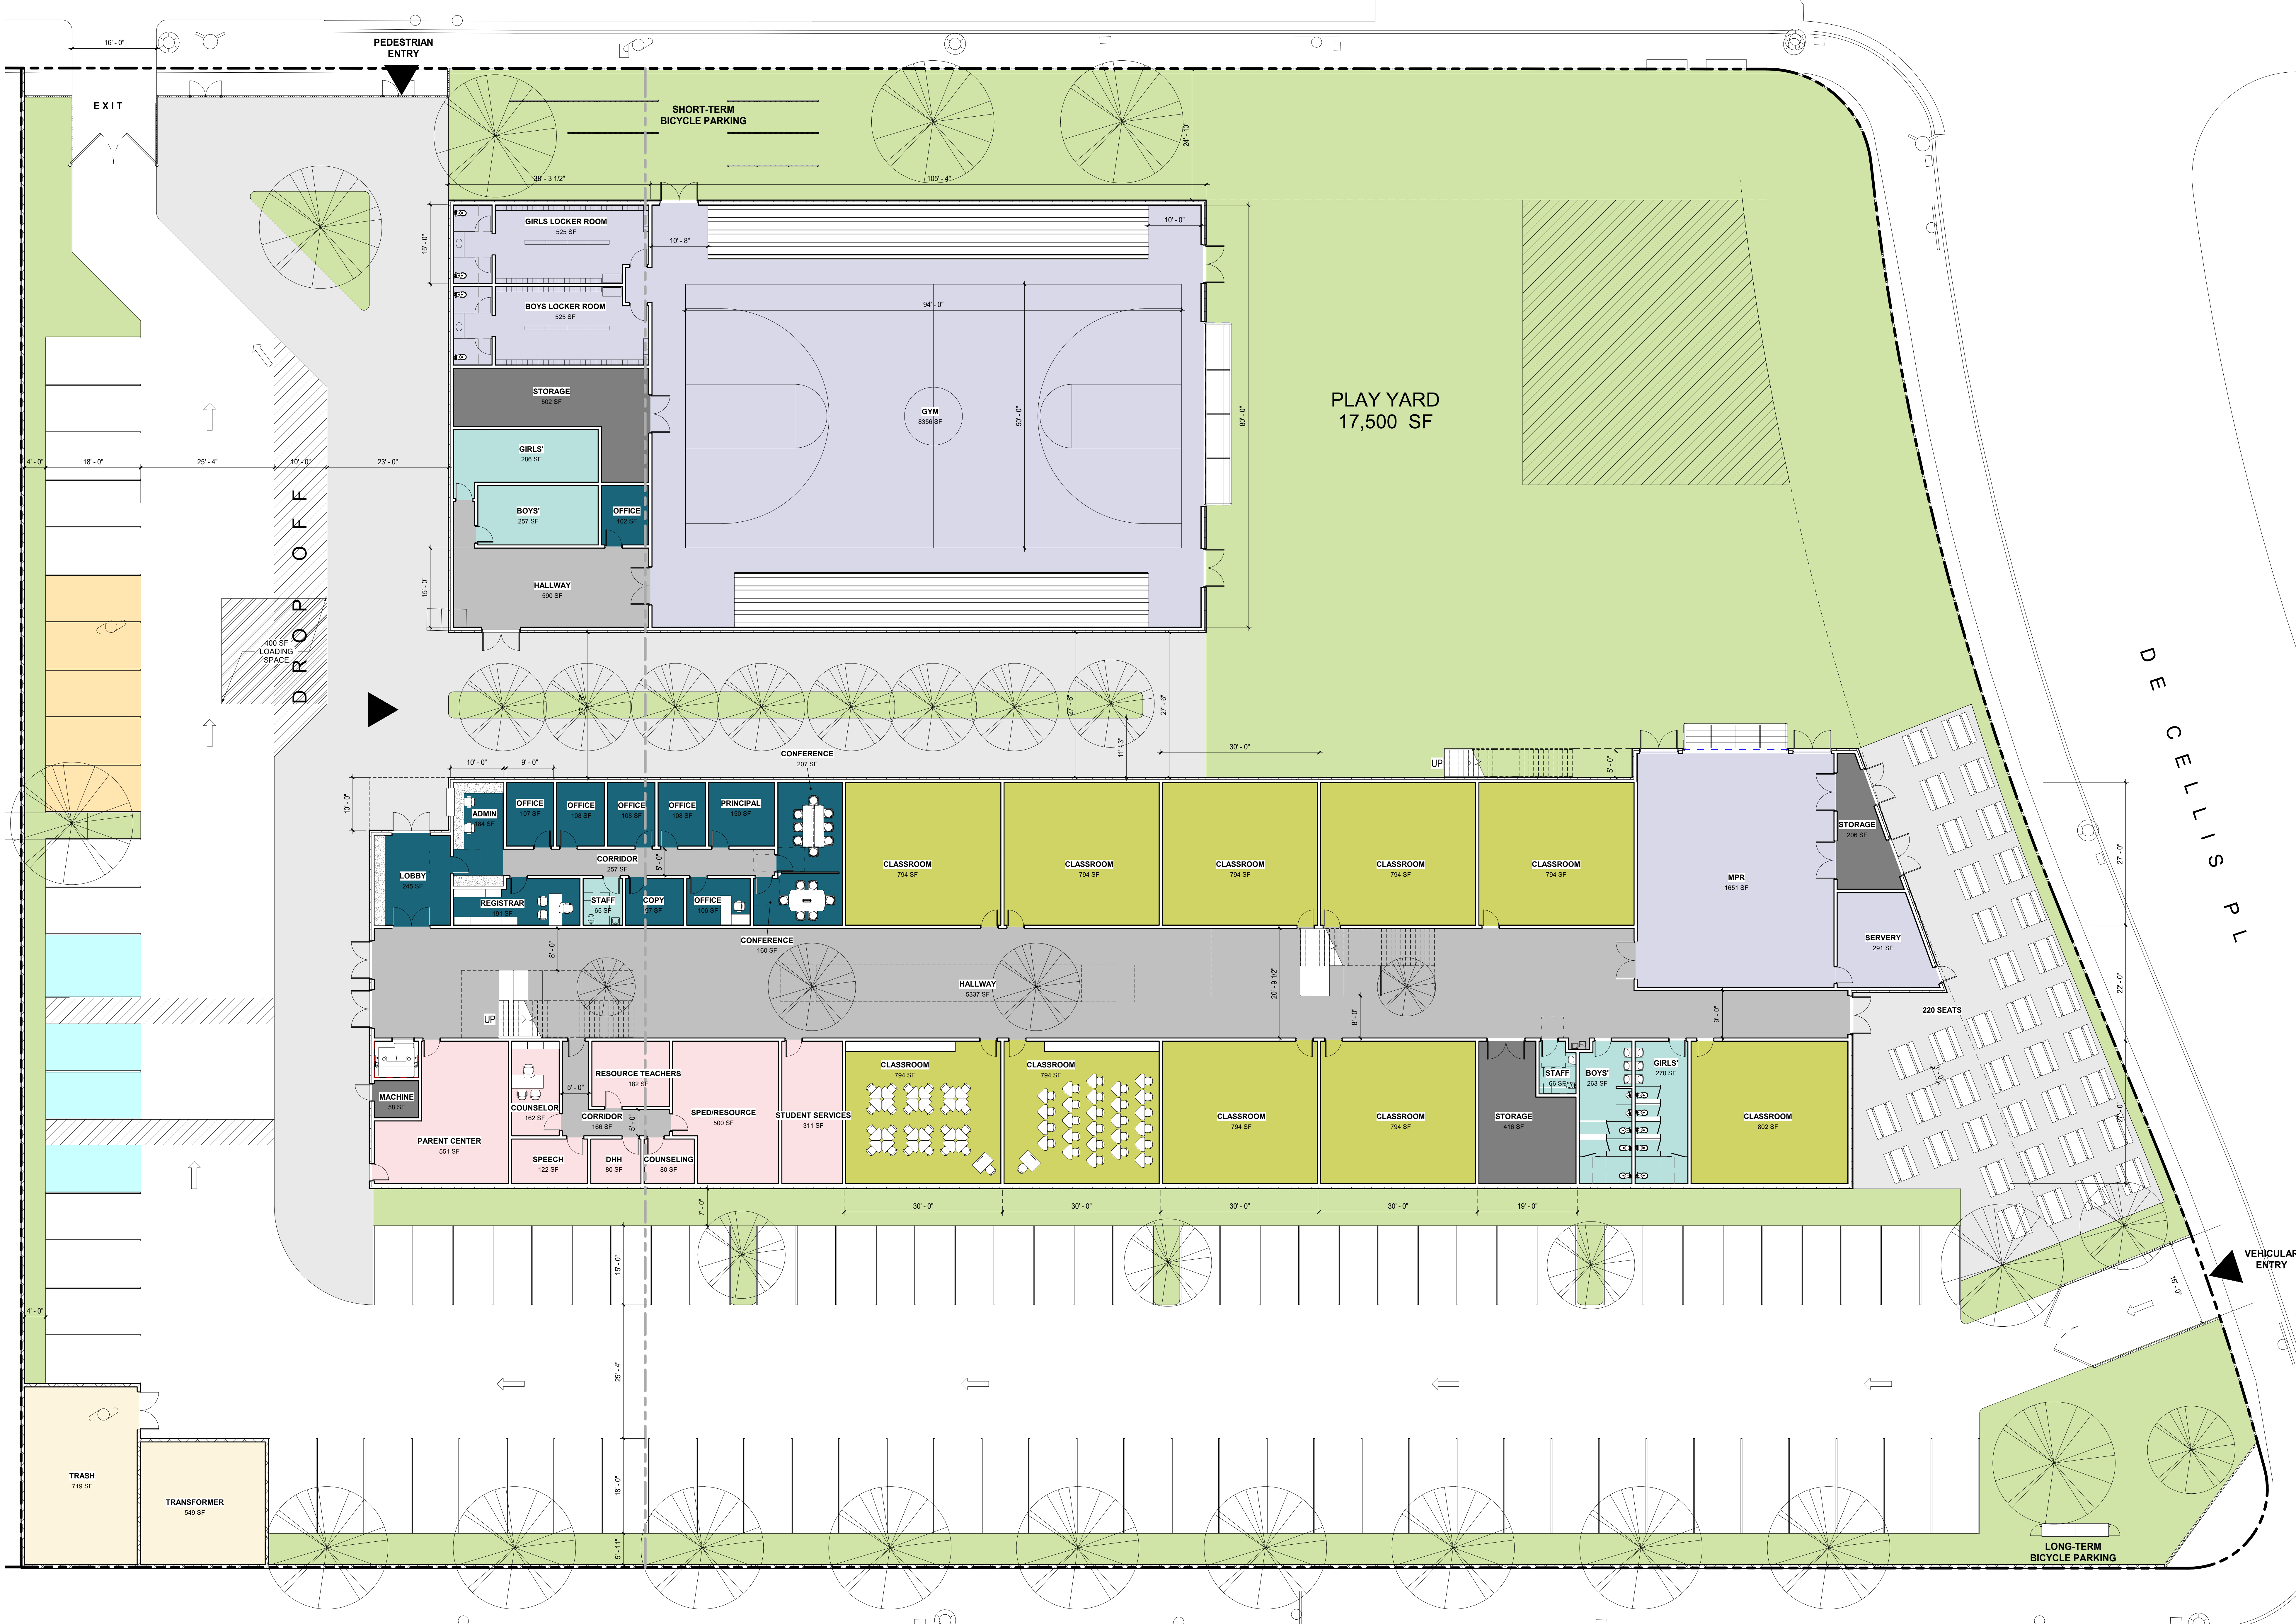 16' - 0"
PEDESTRIAN
ENTRY
EXIT
SHORT-TERM
BICYCLE PARKING
24' - 10"
38' - 3 1/2"
105' - 4"
GIRLS LOCKER ROOM
525 SF
15' - 0"
10' - 8"
10' - 0"
BOYS LOCKER ROOM
525 SF
94' - 0"
STORAGE
502 SF
GYM
8356 SF
50' - 0"
80' - 0"
PLAY YARD
17,500 SF
GIRLS'
286 SF
4' - 0"
18' - 0"
25' - 4"
10' - 0"
23' - 0"
DROP OFF
BOYS'
257 SF
OFFICE
102 SF
HALLWAY
590 SF
15' - 0"
400 SF
LOADING
SPACE
27' - 6"
27' - 6"
27' - 6"
DE CELLIS PL
11' - 3"
30' - 0"
CONFERENCE
207 SF
UP
5' - 0"
10' - 0"
9' - 0"
10' - 0"
ADMIN
184 SF
OFFICE
107 SF
OFFICE
108 SF
OFFICE
108 SF
OFFICE
108 SF
PRINCIPAL
150 SF
CORRIDOR
257 SF
5' - 0"
LOBBY
245 SF
CLASSROOM
794 SF
CLASSROOM
794 SF
CLASSROOM
794 SF
CLASSROOM
794 SF
CLASSROOM
794 SF
MPR
1651 SF
STORAGE
206 SF
27' - 0"
REGISTRAR
191 SF
STAFF
65 SF
COPY
97 SF
OFFICE
106 SF
CONFERENCE
160 SF
SERVERY
291 SF
8' - 0"
HALLWAY
5337 SF
20' - 9 1/2"
8' - 0"
9' - 0"
22' - 0"
UP
220 SEATS
MACHINE
58 SF
COUNSELOR
162 SF
5' - 0"
RESOURCE TEACHERS
182 SF
CORRIDOR
166 SF
5' - 0"
SPED/RESOURCE
500 SF
STUDENT SERVICES
311 SF
PARENT CENTER
551 SF
SPEECH
122 SF
DHH
80 SF
COUNSELING
80 SF
CLASSROOM
794 SF
CLASSROOM
794 SF
CLASSROOM
794 SF
CLASSROOM
794 SF
STORAGE
416 SF
STAFF
66 SF
BOYS'
263 SF
GIRLS'
270 SF
CLASSROOM
802 SF
27' - 0"
7' - 0"
30' - 0"
30' - 0"
30' - 0"
30' - 0"
19' - 0"
15' - 0"
VEHICULAR
ENTRY
16' - 0"
4' - 0"
25' - 4"
TRASH
719 SF
TRANSFORMER
549 SF
18' - 0"
5' - 11"
LONG-TERM
BICYCLE PARKING